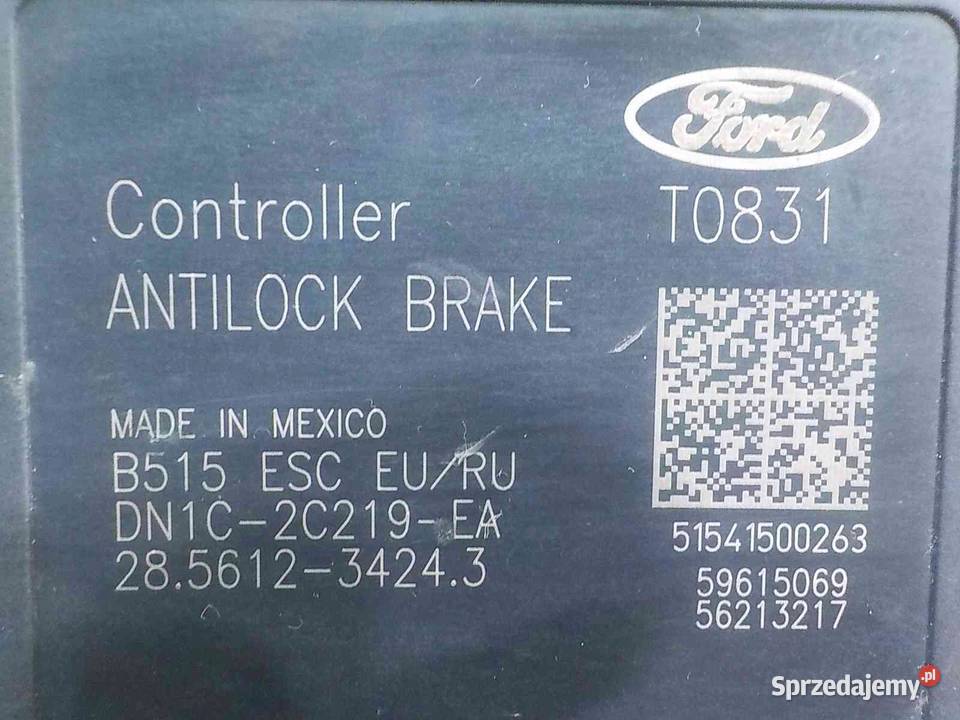 Ford
Controller T0831
ANTILOCK BRAKE
MADE IN MEXICO
B515 ESC EU/RU
DN1C-2C219-EA
28.5612-3424.3
51541500263
59615069
56213217
Sprzedajemy.pl